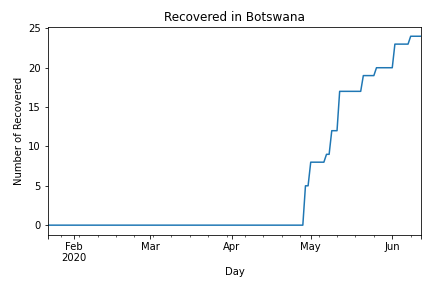 Recovered in Botswana
25
20
15
10
5
0
Number of Recovered
Feb
2020
Mar
Apr
May
Jun
Day